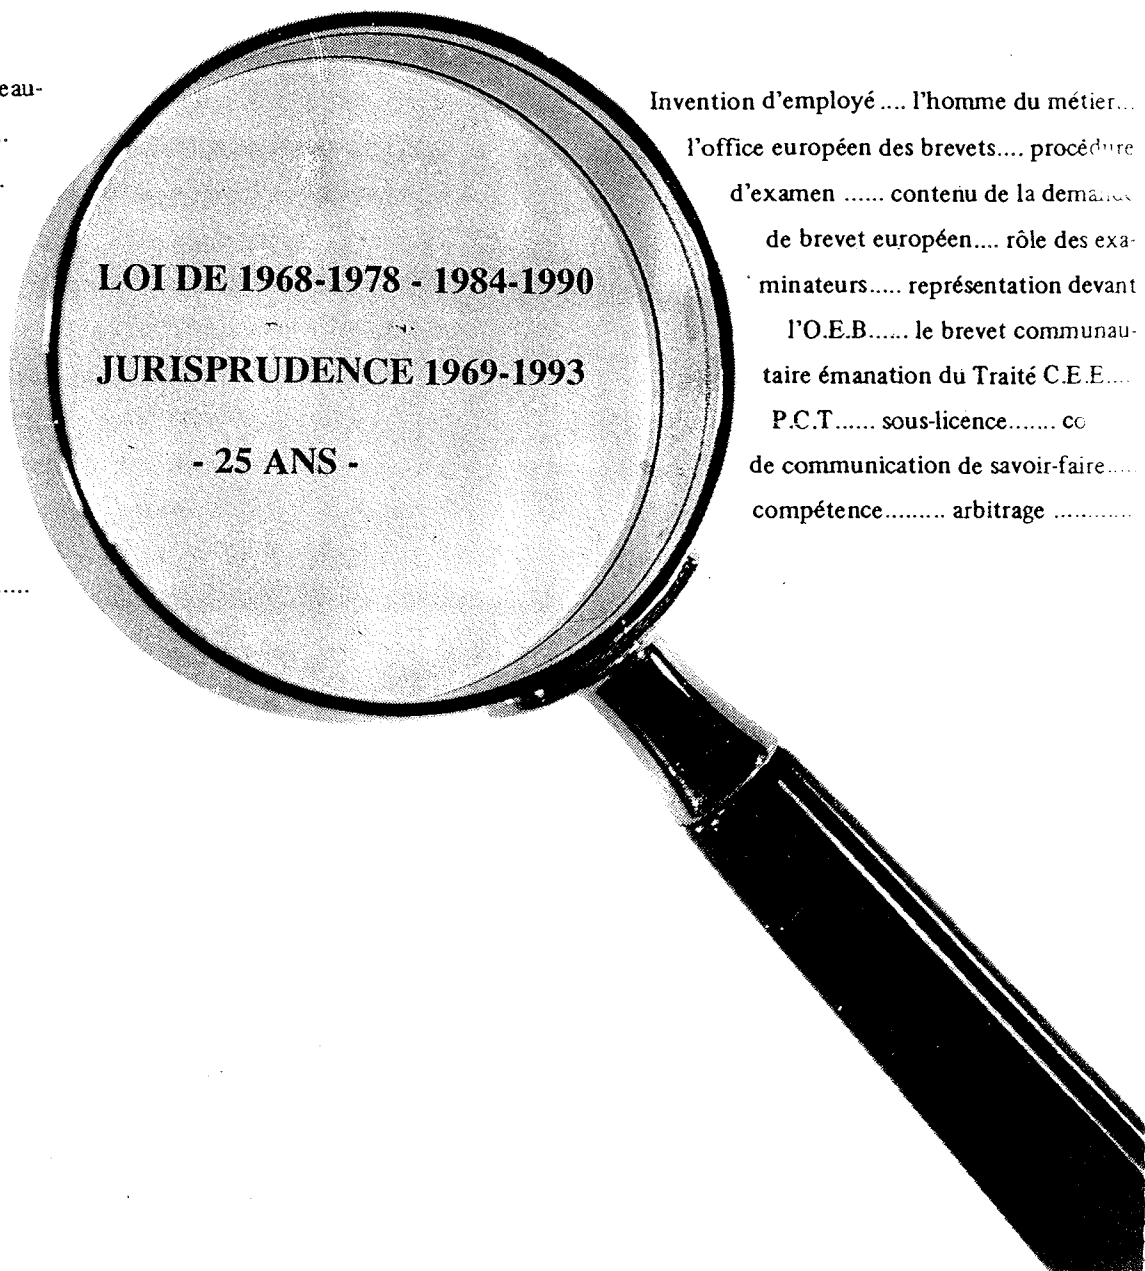 eau-
..
.
LOI DE 1968-1978 - 1984-1990
JURISPRUDENCE 1969-1993
- 25 ANS -
.....
Invention d'employé .... l'homme du métier...
l'office européen des brevets.... procédure
d'examen ...... contenu de la
de brevet européen.... rôle des exa-
minateurs..... représentation devant
l'O.E.B...... le brevet communau-
taire émanation du Traité C.E.E....
P.C.T...... sous-licence.......
de communication de savoir-faire.....
compétence......... arbitrage ............